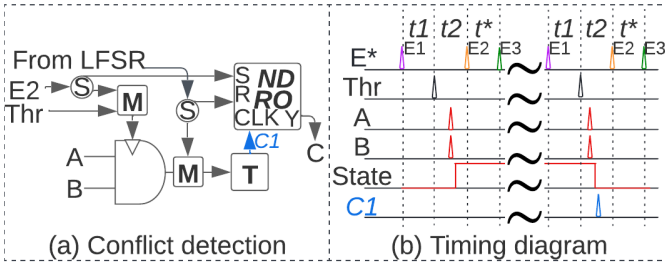 From LFSR
E2
Thr
S
M
S
S
R
CLK
Y
ND
RO
C1
C
A
B
M
T
(a) Conflict detection
t1 t2 t* t1 t2 t*
E* E1 E2 E3 E1 E2 E3
Thr
A
B
State
C1
(b) Timing diagram